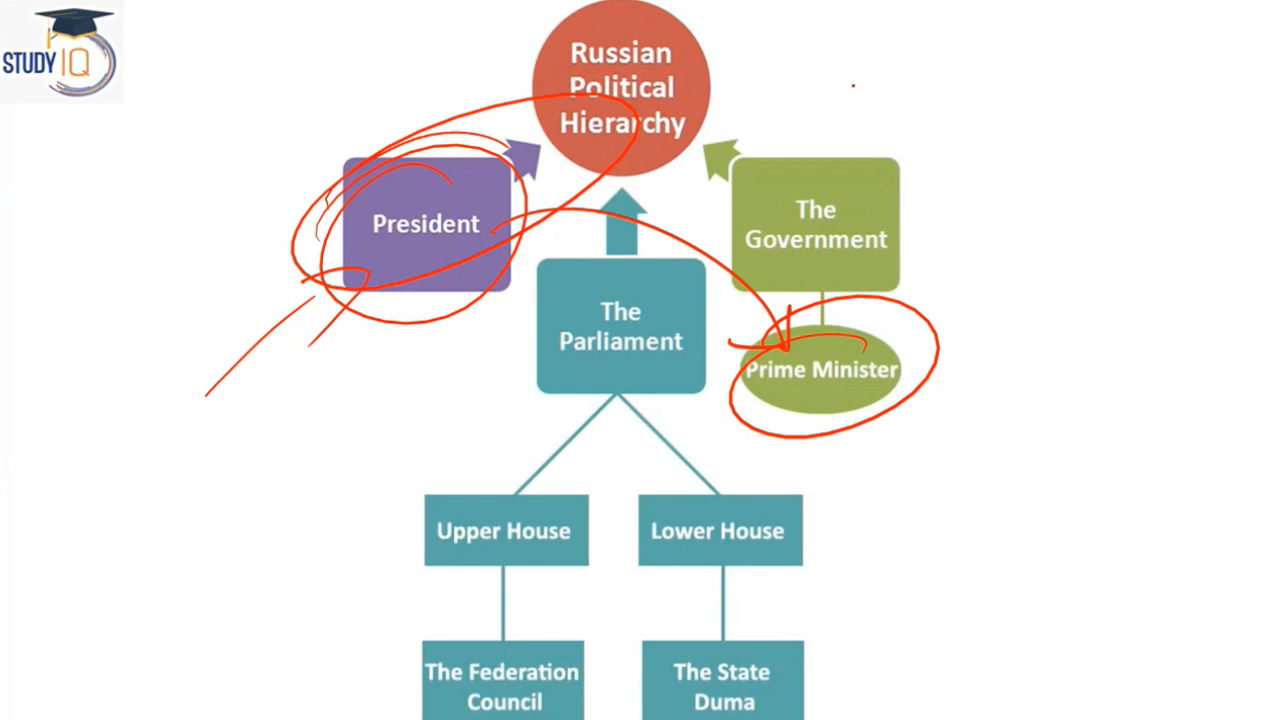 STUDY IQ
Russian
Political
Hierarchy
President
The
Government
The
Parliament
Prime Minister
Upper House
Lower House
The Federation
Council
The State
Duma